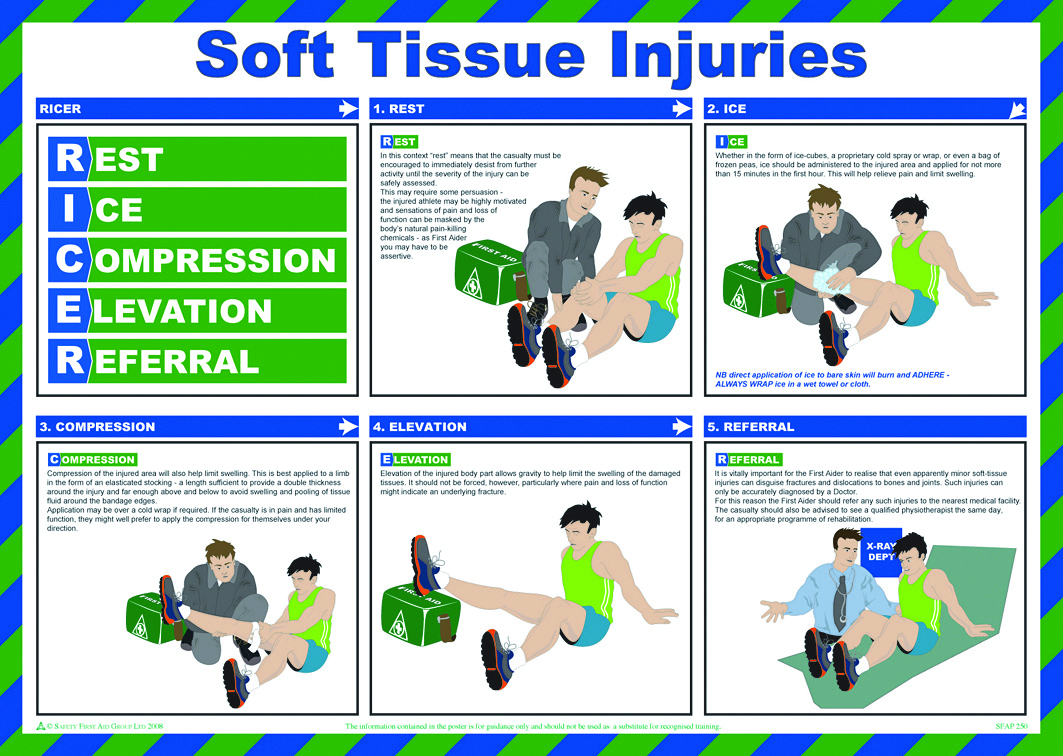 Soft Tissue Injuries
RICER
REST
ICE
COMPRESSION
ELEVATION
REFERRAL
1. REST
REST
In this context "rest" means that the casualty must be
encouraged to immediately desist from further
activity until the severity of the injury can be
safely assessed.
This may require some persuasion -
the injured athlete may be highly motivated
and sensations of pain and loss of
function can be masked by the
body's natural pain-killing
chemicals - as First Aider
you may have to be
assertive.
FIRST AID
2. ICE
ICE
Whether in the form of ice-cubes, a proprietary cold spray or wrap, or even a bag of
frozen peas, ice should be administered to the injured area and applied for not more
than 15 minutes in the first hour. This will help relieve pain and limit swelling.
FIRST
NB direct application of ice to bare skin will burn and ADHERE -
ALWAYS WRAP ice in a wet towel or cloth.
3. COMPRESSION
COMPRESSION
Compression of the injured area will also help limit swelling. This is best applied to a limb
in the form of an elasticated stocking - a length sufficient to provide a double thickness
around the injury and far enough above and below to avoid swelling and pooling of tissue
fluid around the bandage edges.
Application may be over a cold wrap if required. If the casualty is in pain and has limited
function, they might well prefer to apply the compression for themselves under your
direction.
FIRST
4. ELEVATION
ELEVATION
Elevation of the injured body part allows gravity to help limit the swelling of the damaged
tissues. It should not be forced, however, particularly where pain and loss of function
might indicate an underlying fracture.
FIRST AID
5. REFERRAL
REFERRAL
It is vitally important for the First Aider to realise that even apparently minor soft-tissue
injuries can disguise fractures and dislocations to bones and joints. Such injuries can
only be accurately diagnosed by a Doctor.
For this reason the First Aider should refer any such injuries to the nearest medical facility.
The casualty should also be advised to see a qualified physiotherapist the same day,
for an appropriate programme of rehabilitation.
X-RAY
DEPT
© SAFETY FIRST AID GROUP LTD 2008
The information contained in the poster is for guidance only and should not be used as a substitute for recognised training.
SFAP 250